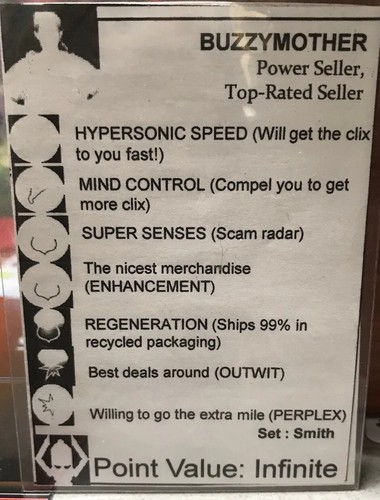 BUZZYMOTHER
Power Seller,
Top-Rated Seller
HYPERSONIC SPEED (Will get the clix
to you fast!)
MIND CONTROL (Compel you to get
more clix)
SUPER SENSES (Scam radar)
The nicest merchandise
(ENHANCEMENT)
REGENERATION (Ships 99% in
recycled packaging)
Best deals around (OUTWIT)
Willing to go the extra mile (PERPLEX)
Set : Smith
Point Value: Infinite